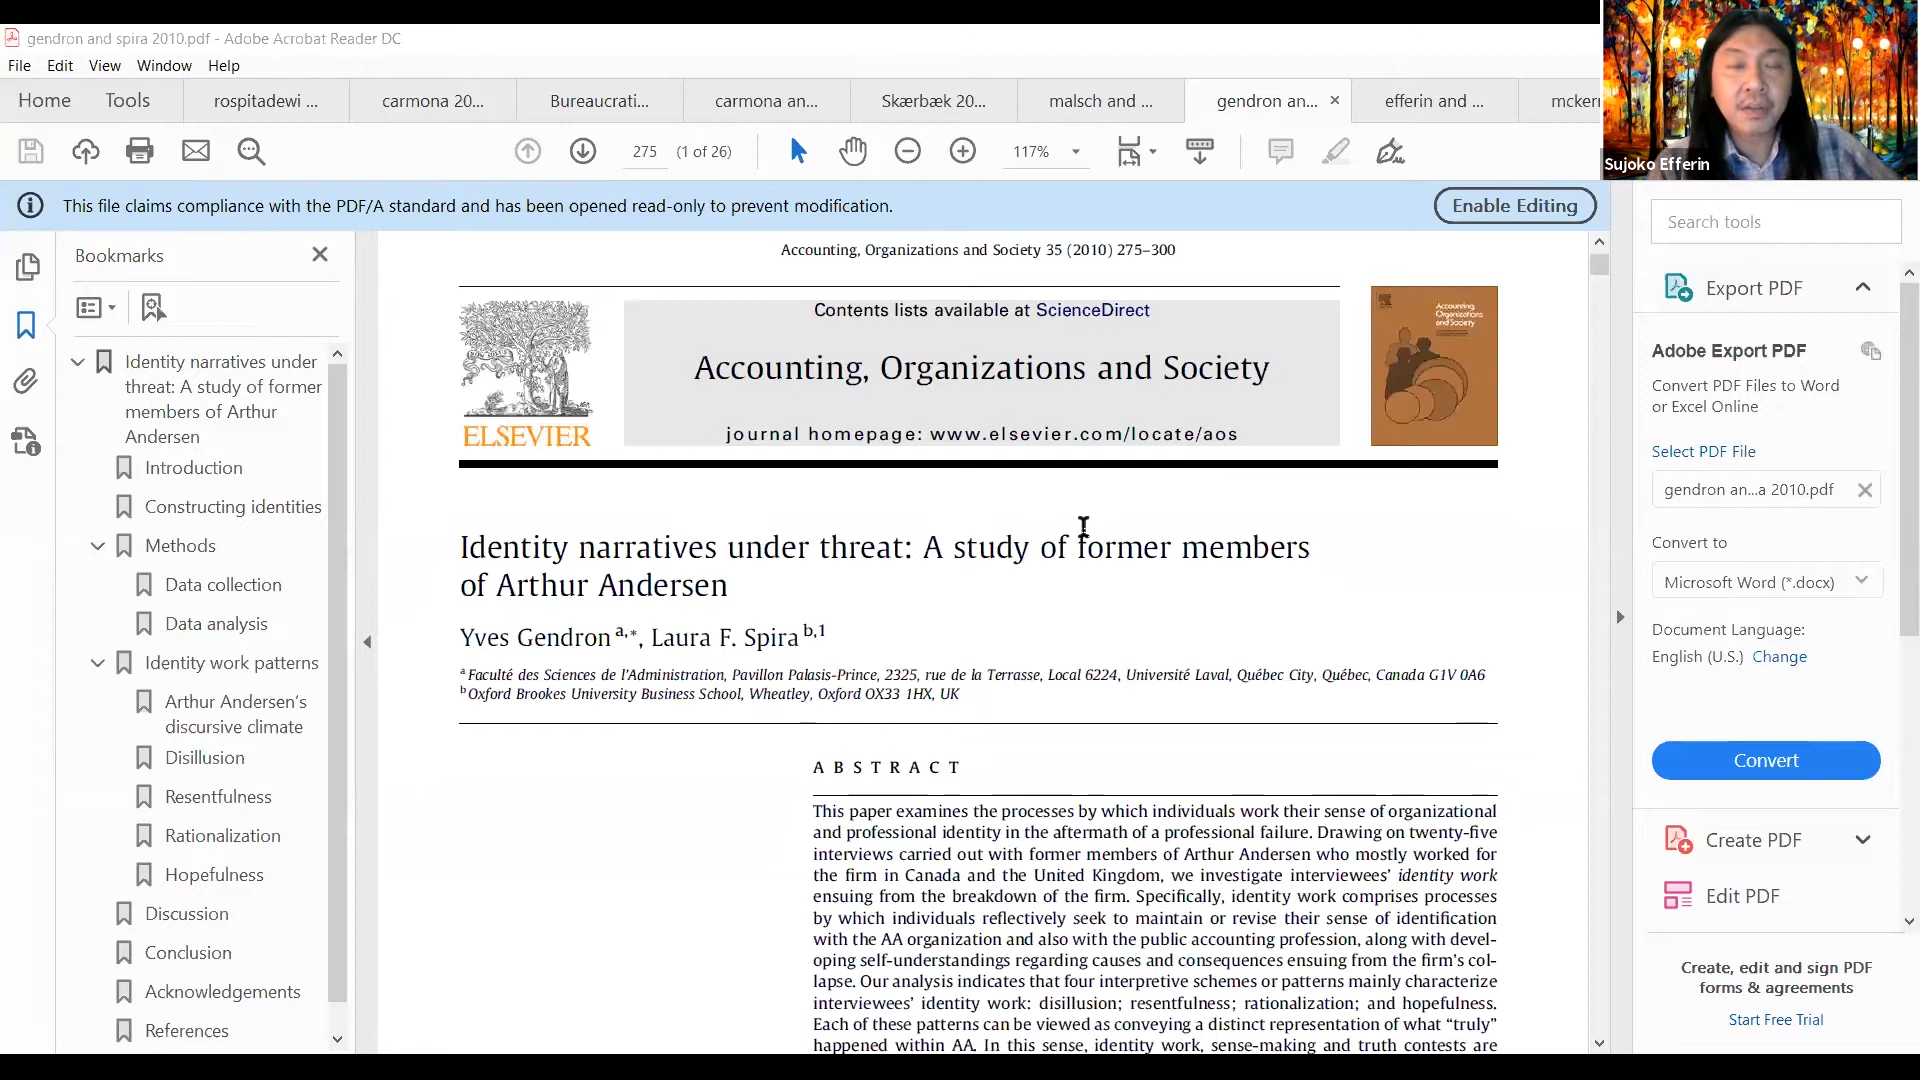 gendron and spira 2010.pdf - Adobe Acrobat Reader DC
File Edit View Window Help
Home Tools rospitadewi ... carmona 20... Bureaucrati... carmona an... Skærbæk 20... malsch and ... gendron an... efferin and ... mckern
275 (1 of 26) 117%
Sujoko Efferin
This file claims compliance with the PDF/A standard and has been opened read-only to prevent modification.
Enable Editing
Bookmarks
Identity narratives under
threat: A study of former
members of Arthur
Andersen
Introduction
Constructing identities
Methods
Data collection
Data analysis
Identity work patterns
Arthur Andersen's
discursive climate
Disillusion
Resentfulness
Rationalization
Hopefulness
Discussion
Conclusion
Acknowledgements
References
Accounting, Organizations and Society 35 (2010) 275–300
Contents lists available at ScienceDirect
Accounting, Organizations and Society
journal homepage: www.elsevier.com/locate/aos
ELSEVIER
Accounting,
Organizations
and Society
Identity narratives under threat: A study of former members
of Arthur Andersen
Yves Gendron a,*, Laura F. Spira b,1
a Faculté des Sciences de l'Administration, Pavillon Palasis-Prince, 2325, rue de la Terrasse, Local 6224, Université Laval, Québec City, Québec, Canada G1V 0A6
b Oxford Brookes University Business School, Wheatley, Oxford OX33 1HX, UK
ABSTRACT
This paper examines the processes by which individuals work their sense of organizational
and professional identity in the aftermath of a professional failure. Drawing on twenty-five
interviews carried out with former members of Arthur Andersen who mostly worked for
the firm in Canada and the United Kingdom, we investigate interviewees' identity work
ensuing from the breakdown of the firm. Specifically, identity work comprises processes
by which individuals reflectively seek to maintain or revise their sense of identification
with the AA organization and also with the public accounting profession, along with devel-
oping self-understandings regarding causes and consequences ensuing from the firm's col-
lapse. Our analysis indicates that four interpretive schemes or patterns mainly characterize
interviewees' identity work: disillusion; resentfulness; rationalization; and hopefulness.
Each of these patterns can be viewed as conveying a distinct representation of what “truly”
happened within AA. In this sense, identity work, sense-making and truth contests are
Search tools
Export PDF
Adobe Export PDF
Convert PDF Files to Word
or Excel Online
Select PDF File
gendron an...a 2010.pdf
Convert to
Microsoft Word (*.docx)
Document Language:
English (U.S.) Change
Convert
Create PDF
Edit PDF
Create, edit and sign PDF
forms & agreements
Start Free Trial